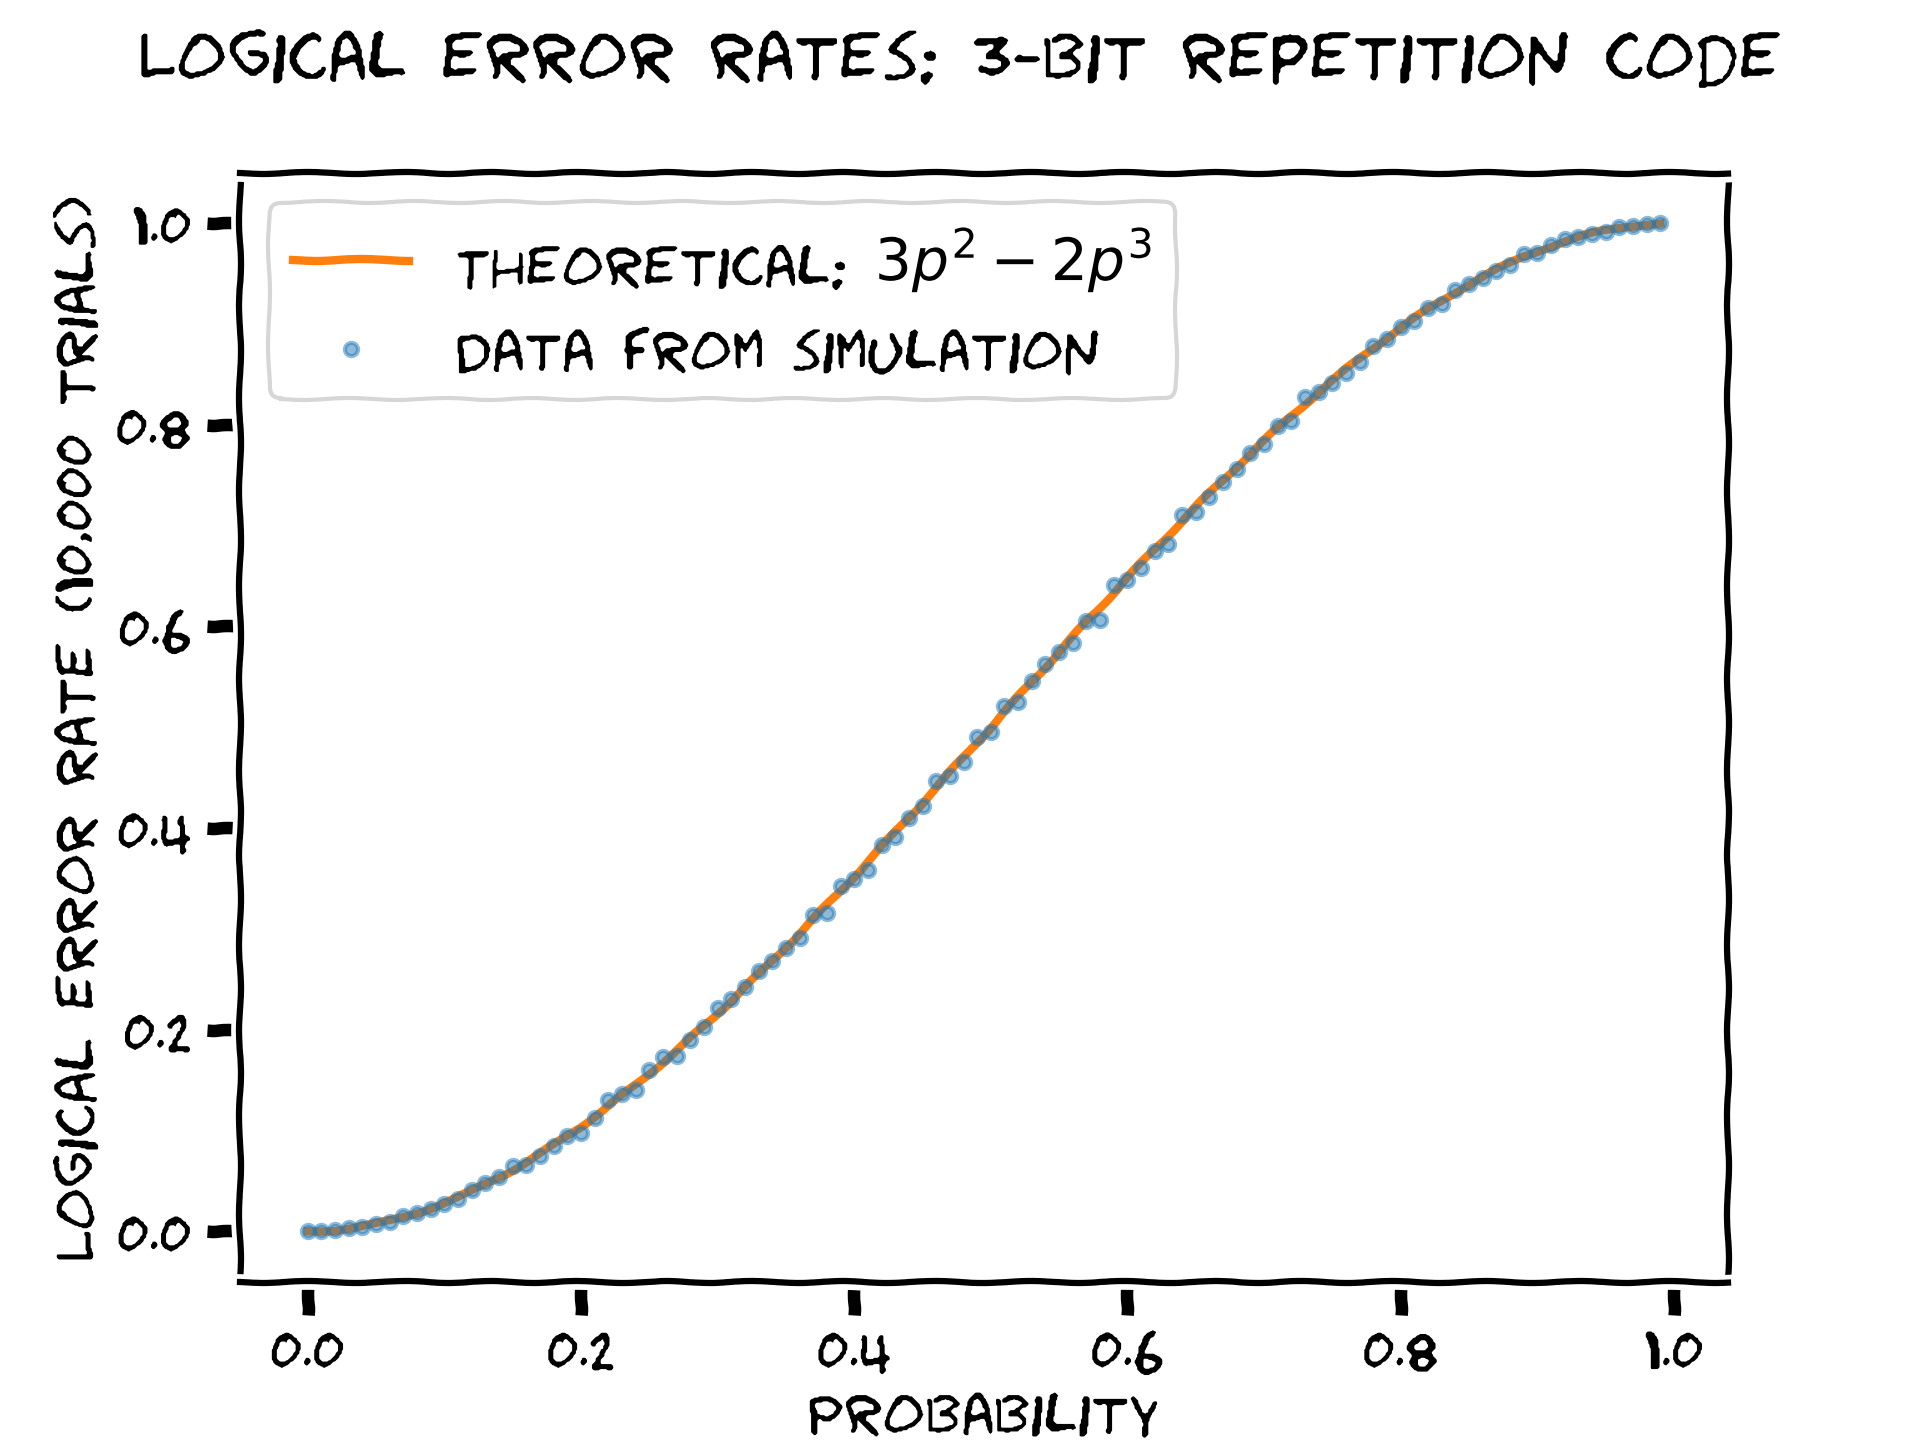 LOGICAL ERROR RATES: 3-BIT REPETITION CODE
THEORETICAL: 3p² − 2p³
DATA FROM SIMULATION
LOGICAL ERROR RATE (10,000 TRIALS)
1.0
0.8
0.6
0.4
0.2
0.0
0.0 0.2 0.4 0.6 0.8 1.0
PROBABILITY